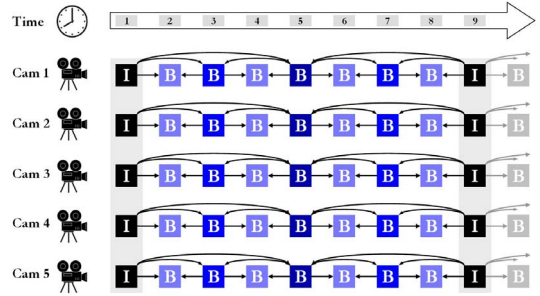 Time 1 2 3 4 5 6 7 8 9
Cam 1 I B B B B B B B I B
Cam 2 I B B B B B B B I B
Cam 3 I B B B B B B B I B
Cam 4 I B B B B B B B I B
Cam 5 I B B B B B B B I B